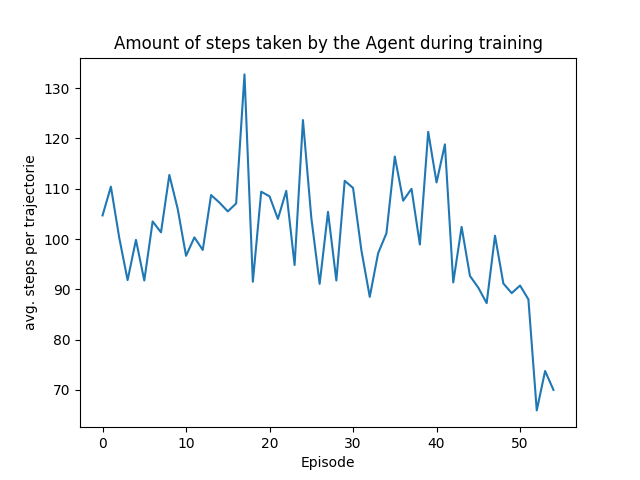 Amount of steps taken by the Agent during training
avg. steps per trajectorie
130
120
110
100
90
80
70
0 10 20 30 40 50
Episode